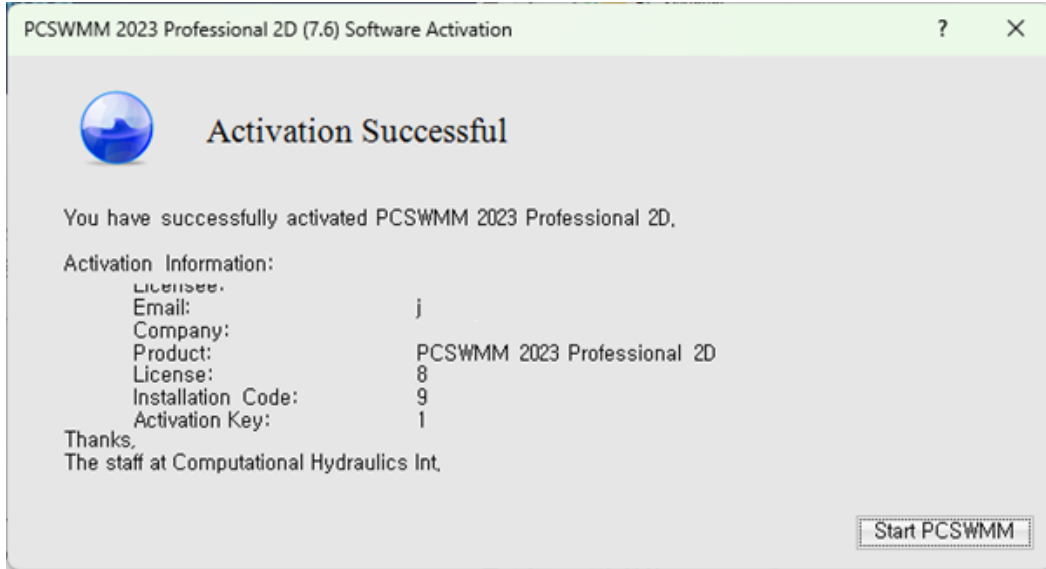 PCSWMM 2023 Professional 2D (7.6) Software Activation
Activation Successful
You have successfully activated PCSWMM 2023 Professional 2D.
Activation Information:
Licensee:
Email: j
Company:
Product: PCSWMM 2023 Professional 2D
License: 8
Installation Code: 9
Activation Key: 1
Thanks,
The staff at Computational Hydraulics Int.
Start PCSWMM